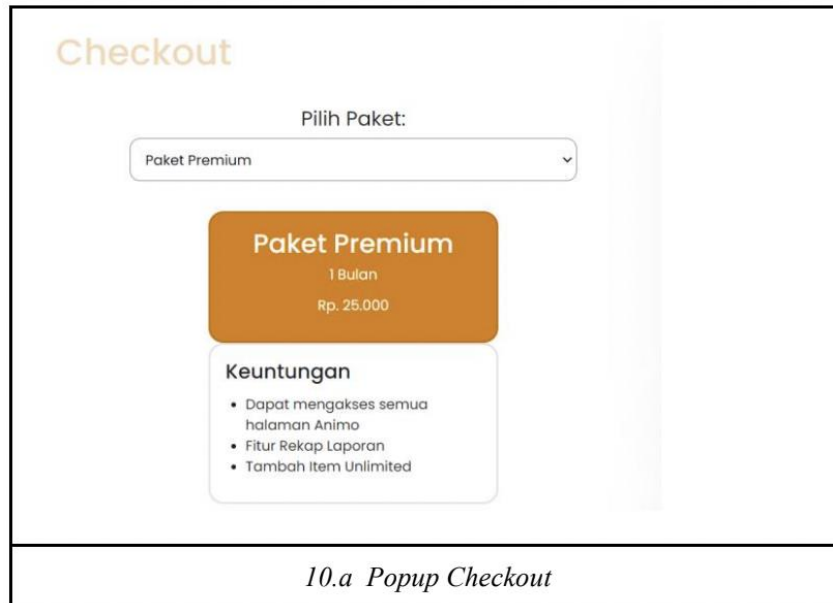 Checkout
Pilih Paket:
Paket Premium
Paket Premium
1 Bulan
Rp. 25.000
Keuntungan
• Dapat mengakses semua
halaman Animo
• Fitur Rekap Laporan
• Tambah Item Unlimited
10.a Popup Checkout